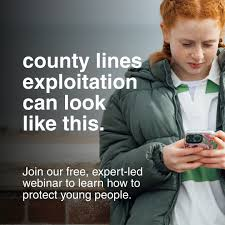 county lines
exploitation
can look
like this.
Join our free, expert-led
webinar to learn how to
protect young people.